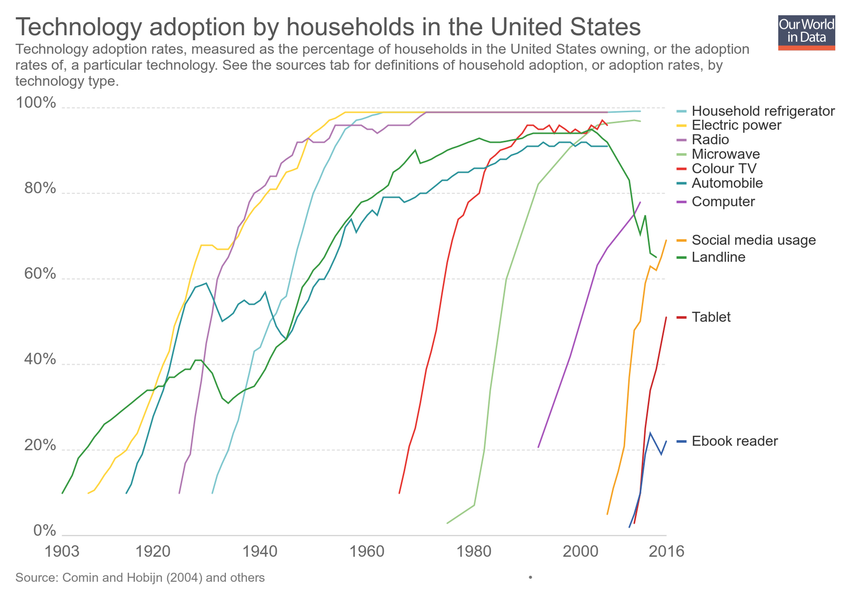 Technology adoption by households in the United States
Our World
in Data
Technology adoption rates, measured as the percentage of households in the United States owning, or the adoption
rates of, a particular technology. See the sources tab for definitions of household adoption, or adoption rates, by
technology type.
100%
80%
60%
40%
20%
0%
Household refrigerator
Electric power
Radio
Microwave
Colour TV
Automobile
Computer
Social media usage
Landline
Tablet
Ebook reader
1903
1920
1940
1960
1980
2000
2016
Source: Comin and Hobijn (2004) and others
•